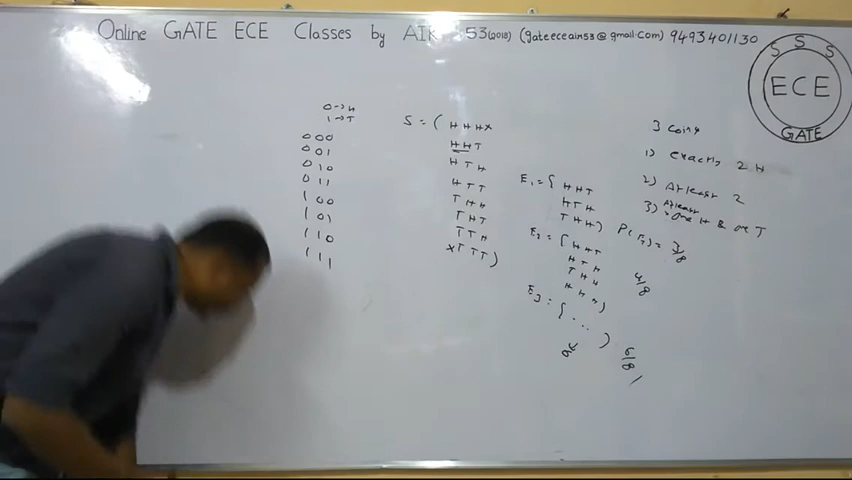 Online GATE ECE Classes by AIR 53(2013) (gateeceair53@gmail.com) 9493401130
S S S
ECE
GATE
0→H
1→T
000
001
010
011
100
101
110
111
S = ( HHHX
HHT
HTH
HTT
THH
THT
TTH
XTTT)
3 coins
1) exactly 2 H
2) Atleast 2
3) Atleast one H & one T
E1 = { HHT
HTH
THH)
P(E1) = 3/8
E2 = { HHT
HTH
THH
HHH)
4/8
E3 = { ... )
6/8